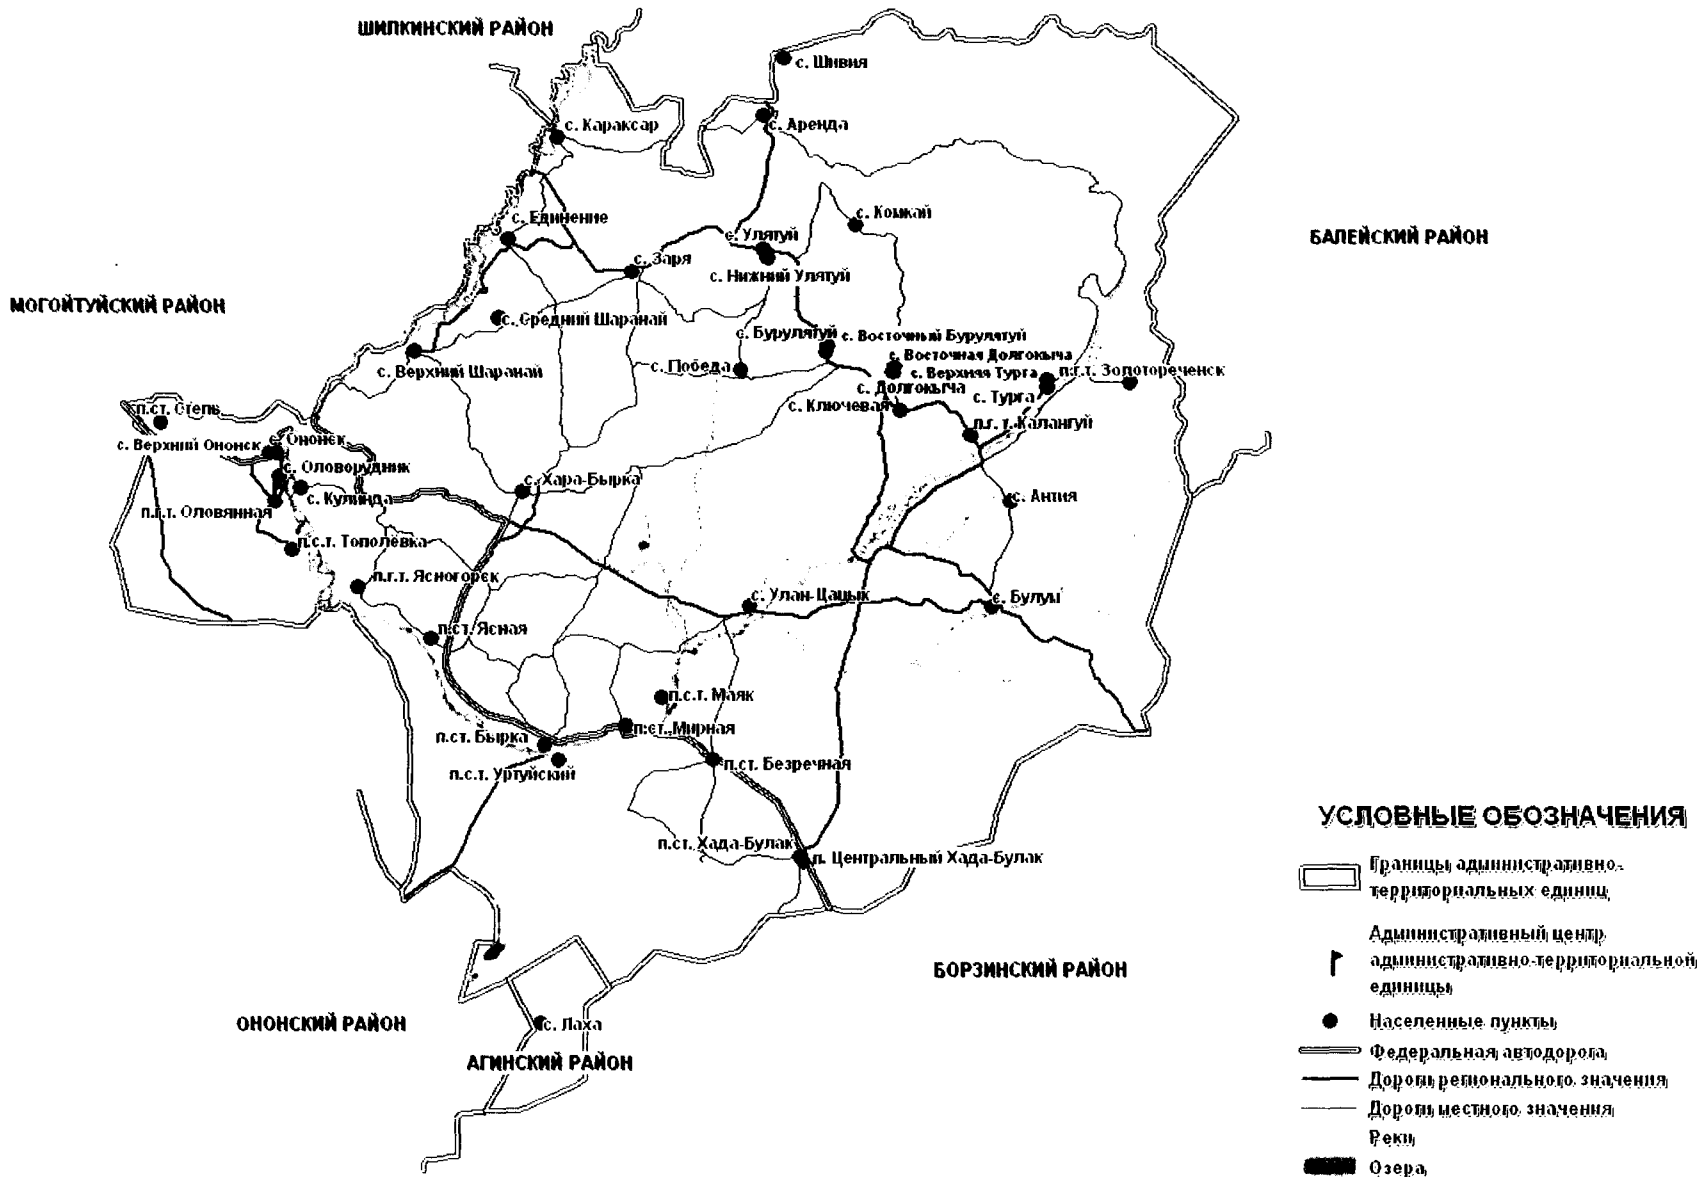 ШИЛКИНСКИЙ РАЙОН
с. Шивия
с. Караксар
с. Аренда
с. Единение
с. Комкай
с. Улятуй
БАЛЕЙСКИЙ РАЙОН
с. Заря
с. Нижний Улятуй
МОГОЙТУЙСКИЙ РАЙОН
с. Средний Шаранай
с. Бурулятуй
с. Восточный Бурулятуй
с. Восточная Долгокыча
с. Верхний Шаранай
с. Победа
с. Верхняя Турга
п.г.т. Золотореченск
с. Долгокыча
с. Турга
п.ст. Степь
с. Ключевая
п.г.т. Калангуй
с. Ононск
с. Верхний Ононск
с. Оловорудник
с. Хара-Бырка
с. Кулинда
с. Антия
п.г.т. Оловянная
п.с.т. Тополевка
п.г.т. Ясногорск
с. Улан-Цацык
с. Булум
п.ст. Ясная
п.с.т. Маяк
п.ст. Мирная
п.ст. Бырка
п.ст. Безречная
п.с.т. Уртуйский
п.ст. Хада-Булак
п. Центральный Хада-Булак
БОРЗИНСКИЙ РАЙОН
ОНОНСКИЙ РАЙОН
с. Лаха
АГИНСКИЙ РАЙОН
УСЛОВНЫЕ ОБОЗНАЧЕНИЯ
Границы административно-
территориальных единиц
Административный центр
административно-территориальной
единицы
Населенные пункты
Федеральная автодорога
Дороги регионального значения
Дороги местного значения
Реки
Озера